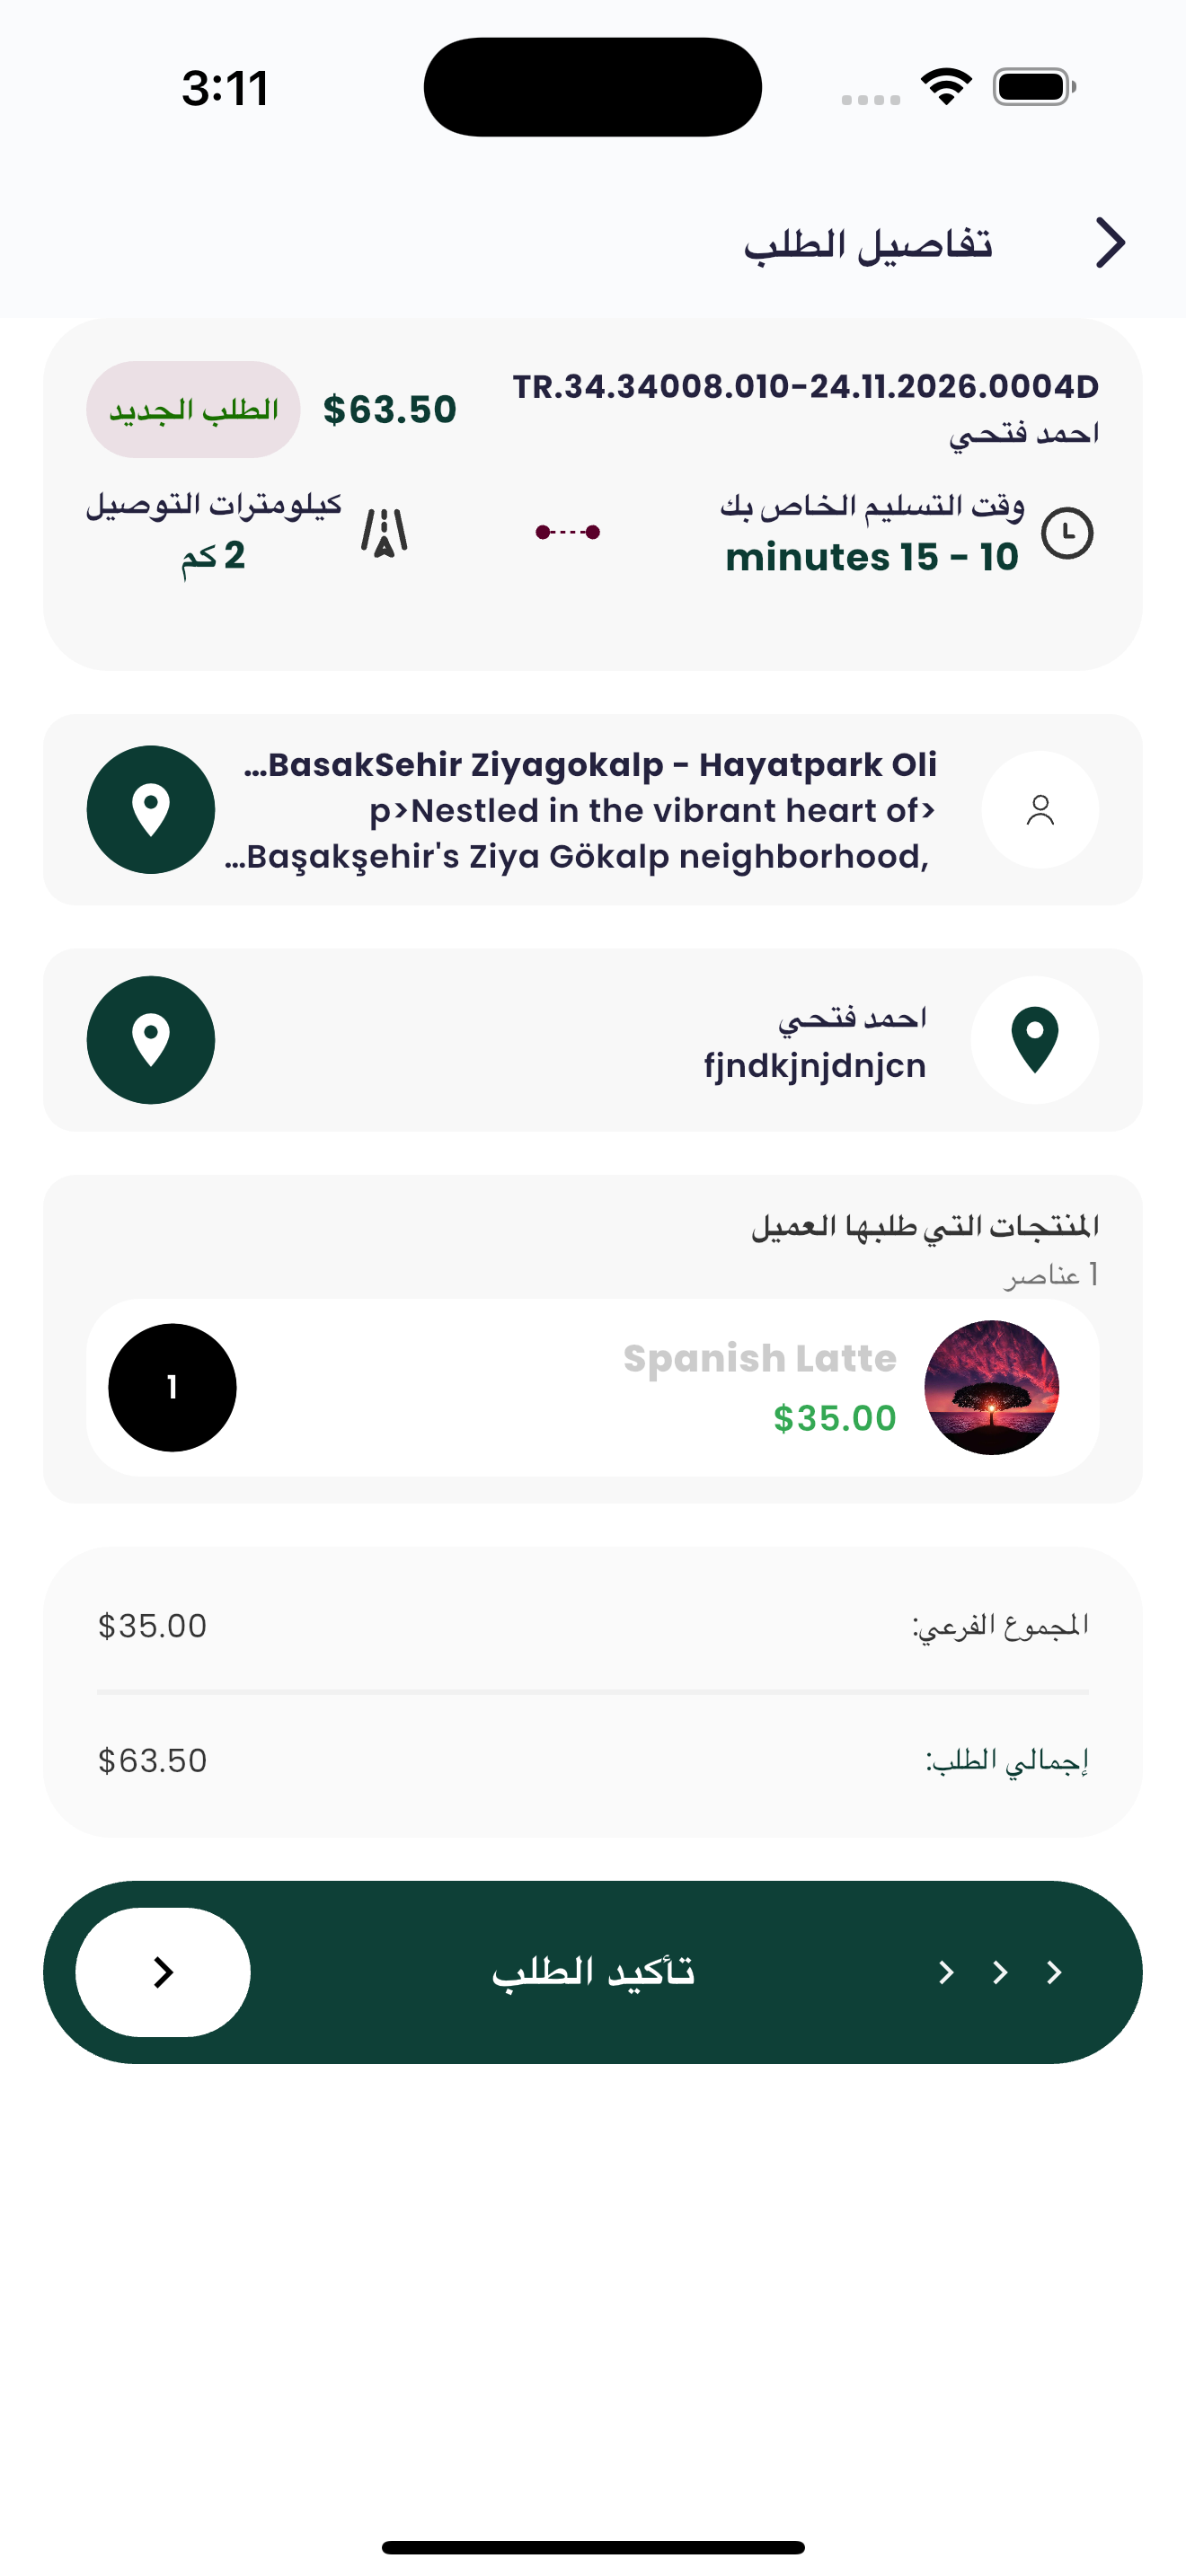 3:11
تفاصيل الطلب
TR.34.34008.010-24.11.2026.0004D
احمد فتحي
$63.50
الطلب الجديد
وقت التسليم الخاص بك
10 - 15 minutes
كيلومترات التوصيل
2 كم
BasakSehir Ziyagokalp - Hayatpark Oli...
<p>Nestled in the vibrant heart of
Başakşehir's Ziya Gökalp neighborhood,...
احمد فتحي
fjndkjnjdnjcn
المنتجات التي طلبها العميل
1 عناصر
Spanish Latte
$35.00
1
المجموع الفرعي:
$35.00
إجمالي الطلب:
$63.50
تأكيد الطلب